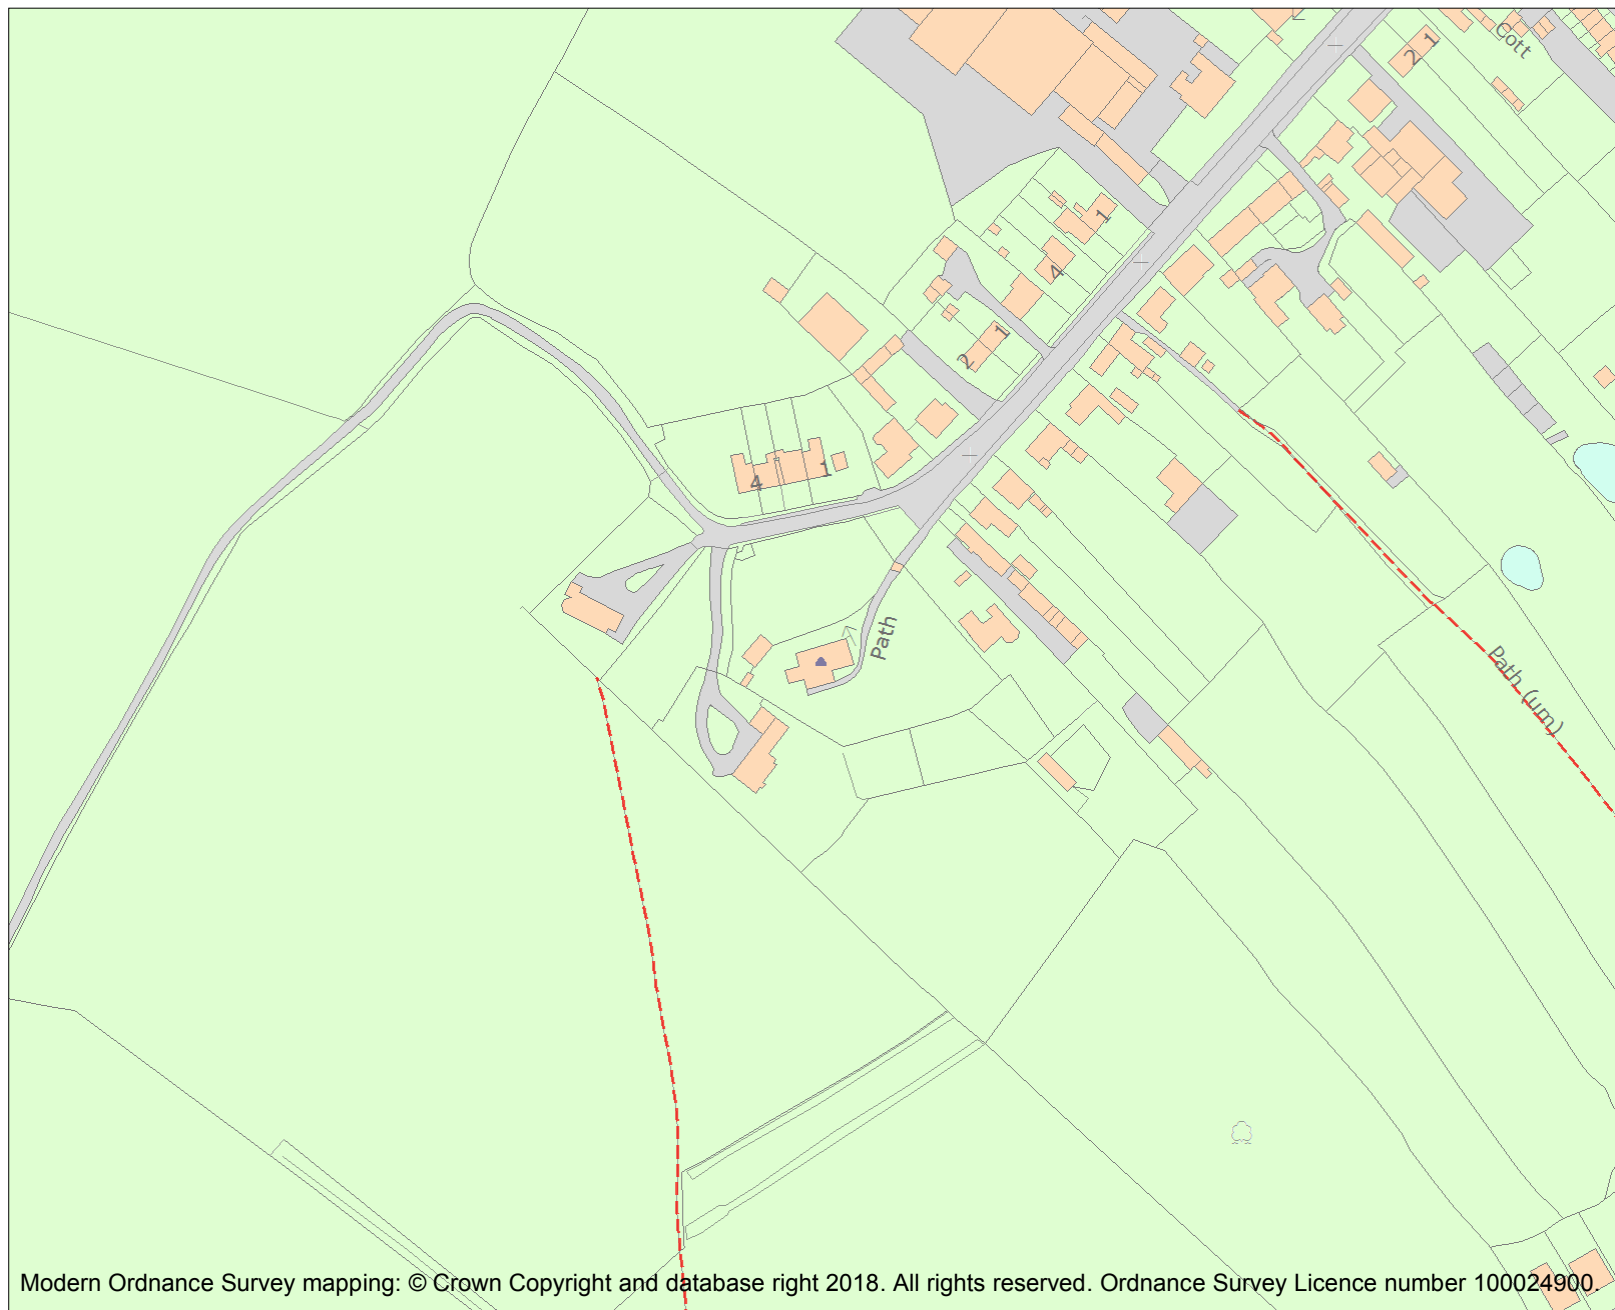 Cott
2 1
1
4
1
2
1
4
Path
Path (um)
Modern Ordnance Survey mapping: © Crown Copyright and database right 2018. All rights reserved. Ordnance Survey Licence number 100024900.